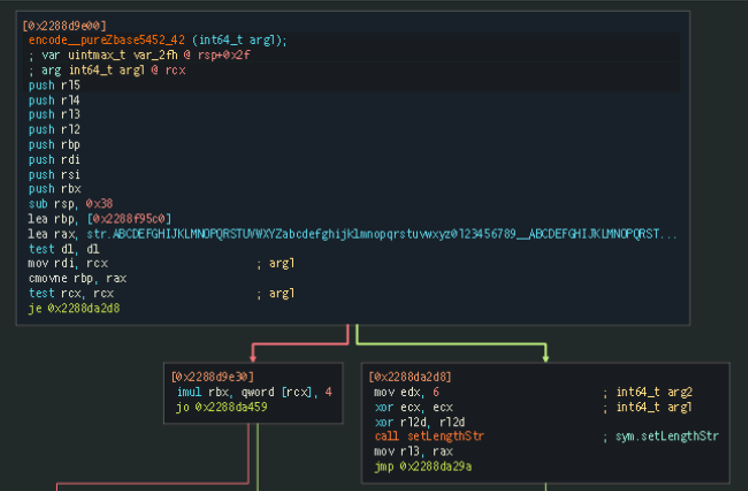 [0x2288d9e00]
encode__pureZbase5452_42 (int64_t arg1);
; var uintmax_t var_2fh @ rsp+0x2f
; arg int64_t arg1 @ rcx
push r15
push r14
push r13
push r12
push rbp
push rdi
push rsi
push rbx
sub rsp, 0x38
lea rbp, [0x2288f95c0]
lea rax, str.ABCDEFGHIJKLMNOPQRSTUVWXYZabcdefghijklmnopqrstuvwxyz0123456789__ABCDEFGHIJKLMNOPQRST...
test dl, dl
mov rdi, rcx ; arg1
cmovne rbp, rax
test rcx, rcx ; arg1
je 0x2288da2d8
[0x2288d9e30]
imul rbx, qword [rcx], 4
jo 0x2288da459
[0x2288da2d8]
mov edx, 6 ; int64_t arg2
xor ecx, ecx ; int64_t arg1
xor r12d, r12d
call setLengthStr ; sym.setLengthStr
mov r13, rax
jmp 0x2288da29a